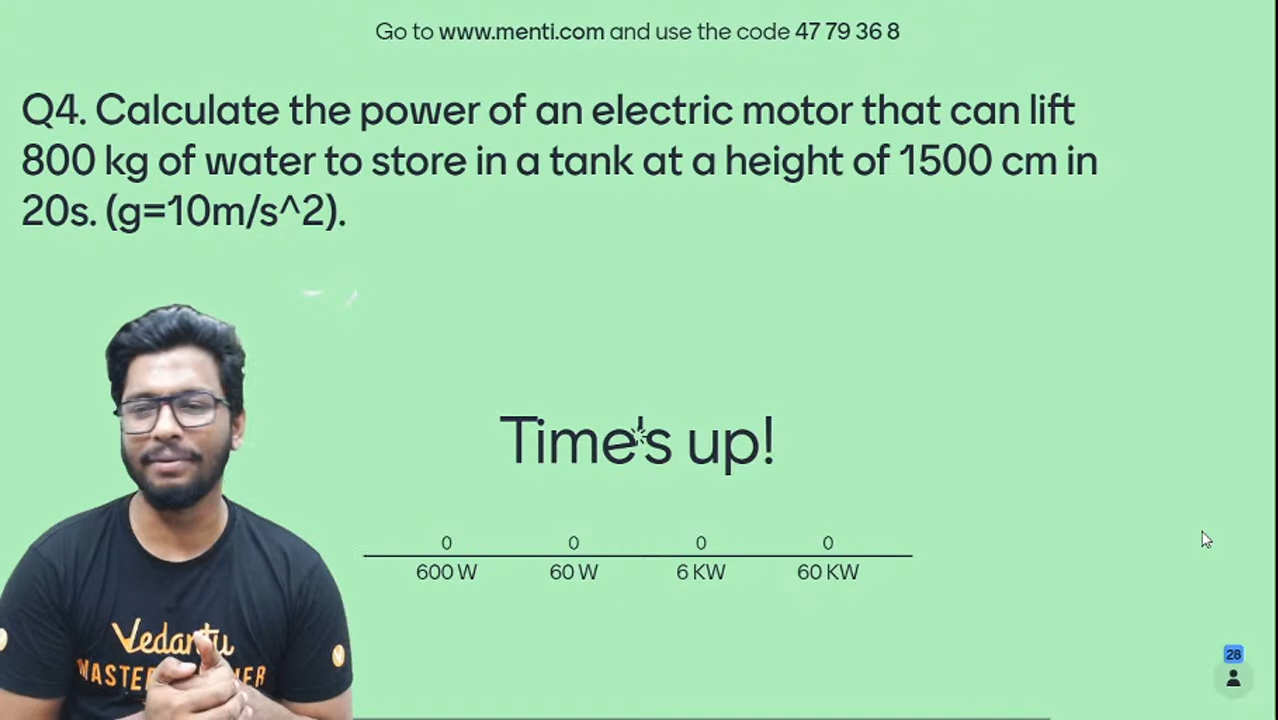 Go to www.menti.com and use the code 47 79 36 8
Q4. Calculate the power of an electric motor that can lift
800 kg of water to store in a tank at a height of 1500 cm in
20s. (g=10m/s^2).
Time's up!
0 0 0 0
600 W 60 W 6 KW 60 KW
Vedantu
28